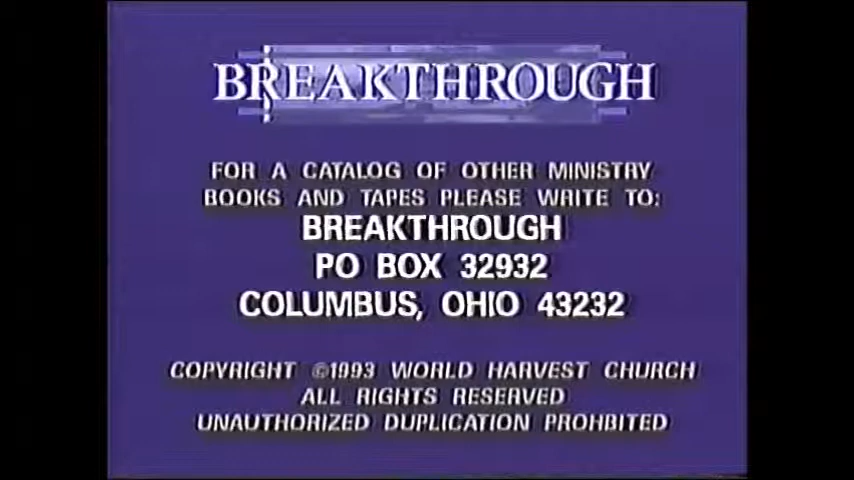 BREAKTHROUGH
FOR A CATALOG OF OTHER MINISTRY
BOOKS AND TAPES PLEASE WRITE TO:
BREAKTHROUGH
PO BOX 32932
COLUMBUS, OHIO 43232
COPYRIGHT ©1993 WORLD HARVEST CHURCH
ALL RIGHTS RESERVED
UNAUTHORIZED DUPLICATION PROHBITED